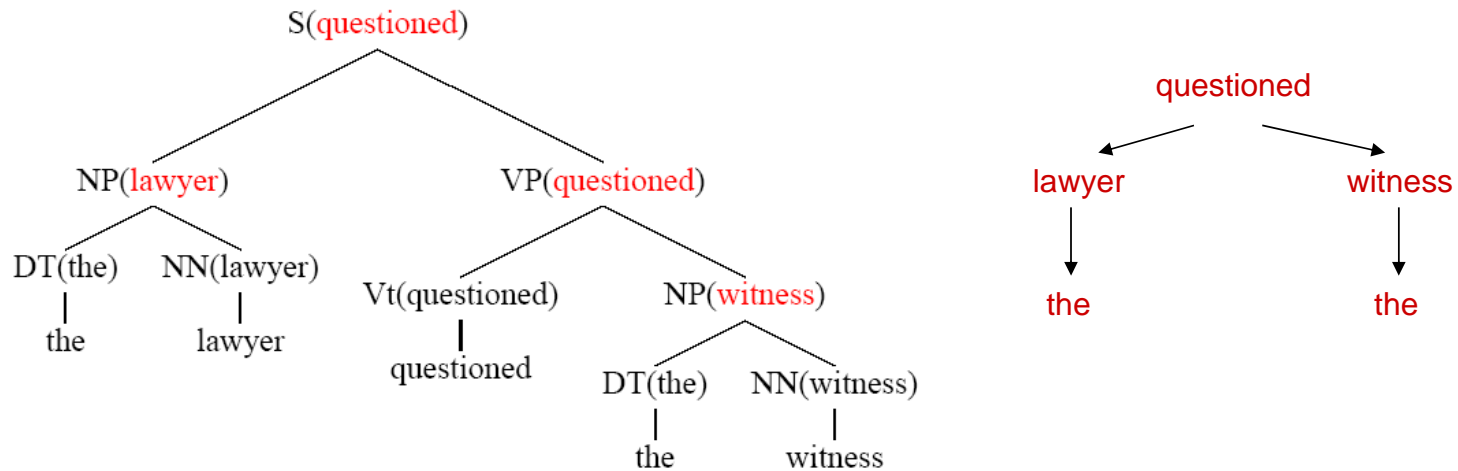 S(questioned)
NP(lawyer) VP(questioned)
DT(the) NN(lawyer)
the lawyer
Vt(questioned) NP(witness)
questioned
DT(the) NN(witness)
the witness
questioned
lawyer witness
the the